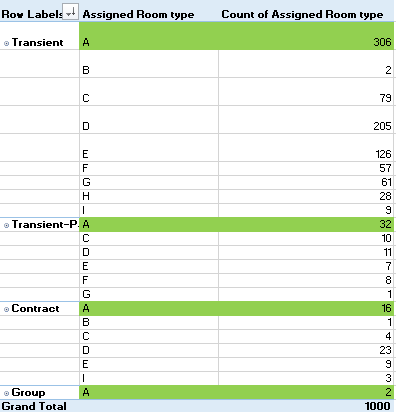 Row Labels Assigned Room type Count of Assigned Room type
Transient A 306
B 2
C 79
D 205
E 126
F 57
G 61
H 28
I 9
Transient-P. A 32
C 10
D 11
E 7
F 8
G 1
Contract A 16
B 1
C 4
D 23
E 9
I 3
Group A 2
Grand Total 1000